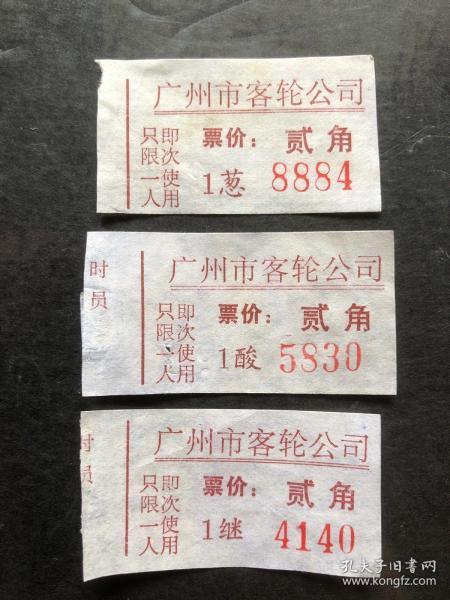 广州市客轮公司
只限一人
即次使用
票价：贰角
1葱 8884
时
员
广州市客轮公司
只限一人
即次使用
票价：贰角
1酸 5830
时
员
广州市客轮公司
只限一人
即次使用
票价：贰角
1继 4140
孔夫子旧书网
www.kongfz.com